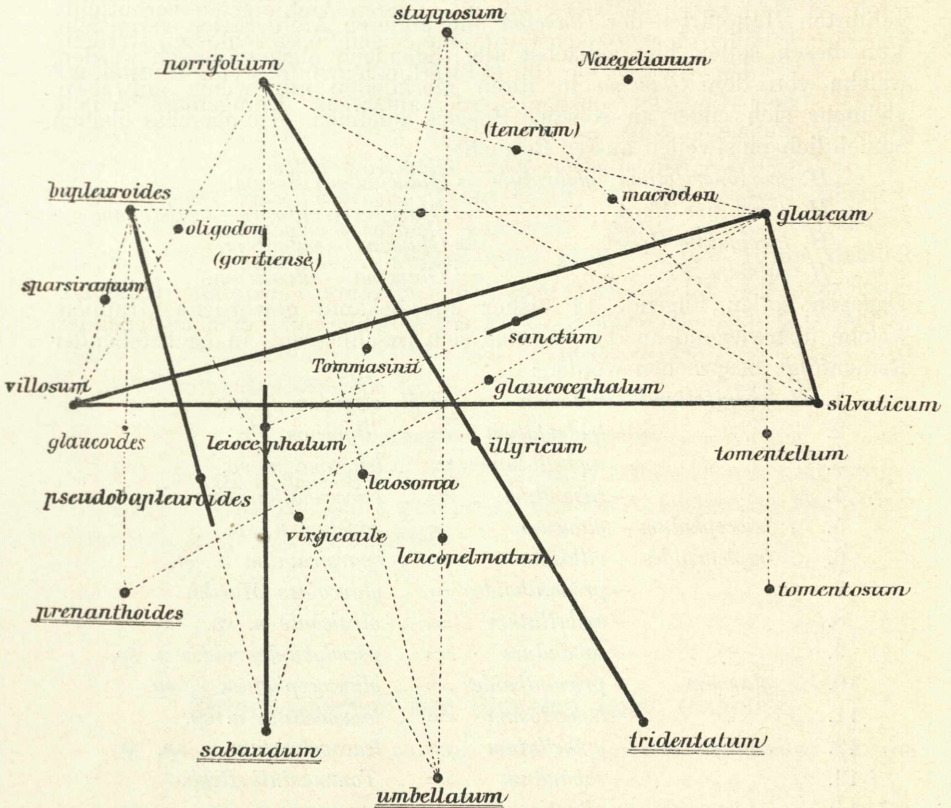 stupposum
porrifolium
Naegelianum
(tenerum)
bupleuroides
macrodon
glaucum
oligodon
(goritiense)
sparsiramum
sanctum
Tommasinii
villosum
glaucocephalum
silvaticum
glaucoides
leiocephalum
illyricum
tomentellum
leiosoma
pseudobupleuroides
virgicaule
leucopelmatum
prenanthoides
tomentosum
sabaudum
tridentatum
umbellatum